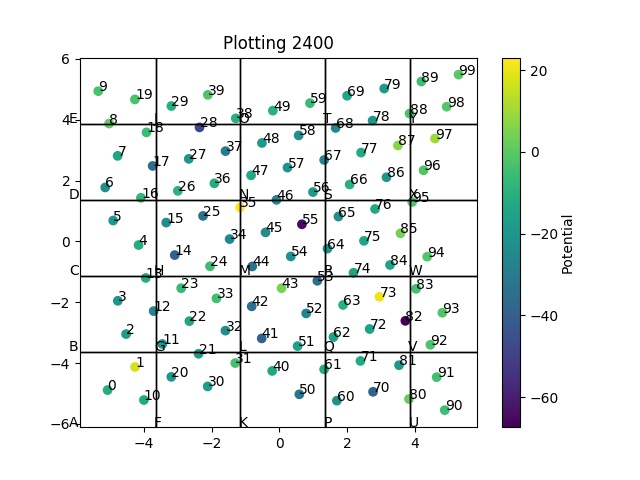 Plotting 2400
6
99
20
9 19 39 89
29 38 59 69 79 98
49 88
8 E O T 78 Y
4
18 28 48 58 68 97
7 27 37 67 77 87
17 47 57 96
6 26 36 66 86
2
D 16 N 46 56 S X 95
5 15 25 35 55 65 76
4 34 45 75 85
0
14 24 44 54 64 84 94
C 13 H M 53 R 74 W
3 23 33 43 63 73 83
−2
2 12 22 32 42 52 72 82 93
B 11 G 21 L 41 51 62 Q V 92
1 31 61 71 81
−4
0 20 30 40 60 70 80 91
10 50 90
−6
A F K P U
−4 −2 0 2 4
0
−20
−40
−60
Potential